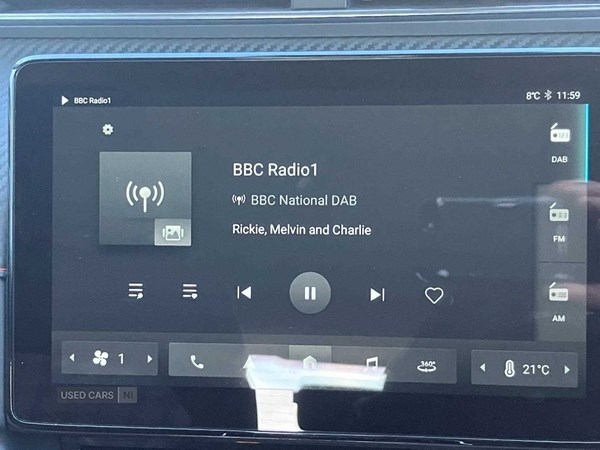 BBC Radio1
8°C 11:59
BBC Radio1
BBC National DAB
Rickie, Melvin and Charlie
DAB
FM
AM
1
360°
21°C
USED CARS NI